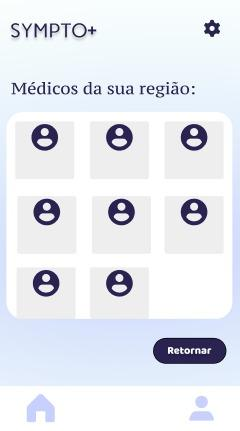 SYMPTO+
Médicos da sua região:
Retornar